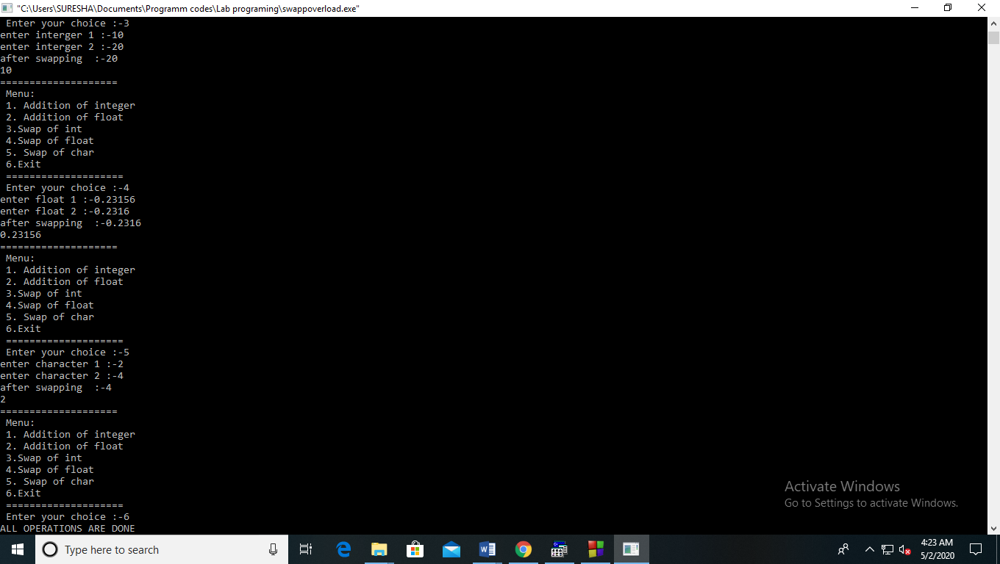 "C:\Users\SURESHA\Documents\Programm codes\Lab programing\swappoverload.exe"
Enter your choice :-3
enter interger 1 :-10
enter interger 2 :-20
after swapping  :-20
10
====================
Menu:
1. Addition of integer
2. Addition of float
3.Swap of int
4.Swap of float
5. Swap of char
6.Exit
====================
Enter your choice :-4
enter float 1 :-0.23156
enter float 2 :-0.2316
after swapping  :-0.2316
0.23156
====================
Menu:
1. Addition of integer
2. Addition of float
3.Swap of int
4.Swap of float
5. Swap of char
6.Exit
====================
Enter your choice :-5
enter character 1 :-2
enter character 2 :-4
after swapping  :-4
2
====================
Menu:
1. Addition of integer
2. Addition of float
3.Swap of int
4.Swap of float
5. Swap of char
6.Exit
====================
Enter your choice :-6
ALL OPERATIONS ARE DONE
Activate Windows
Go to Settings to activate Windows.
Type here to search
4:23 AM
5/2/2020